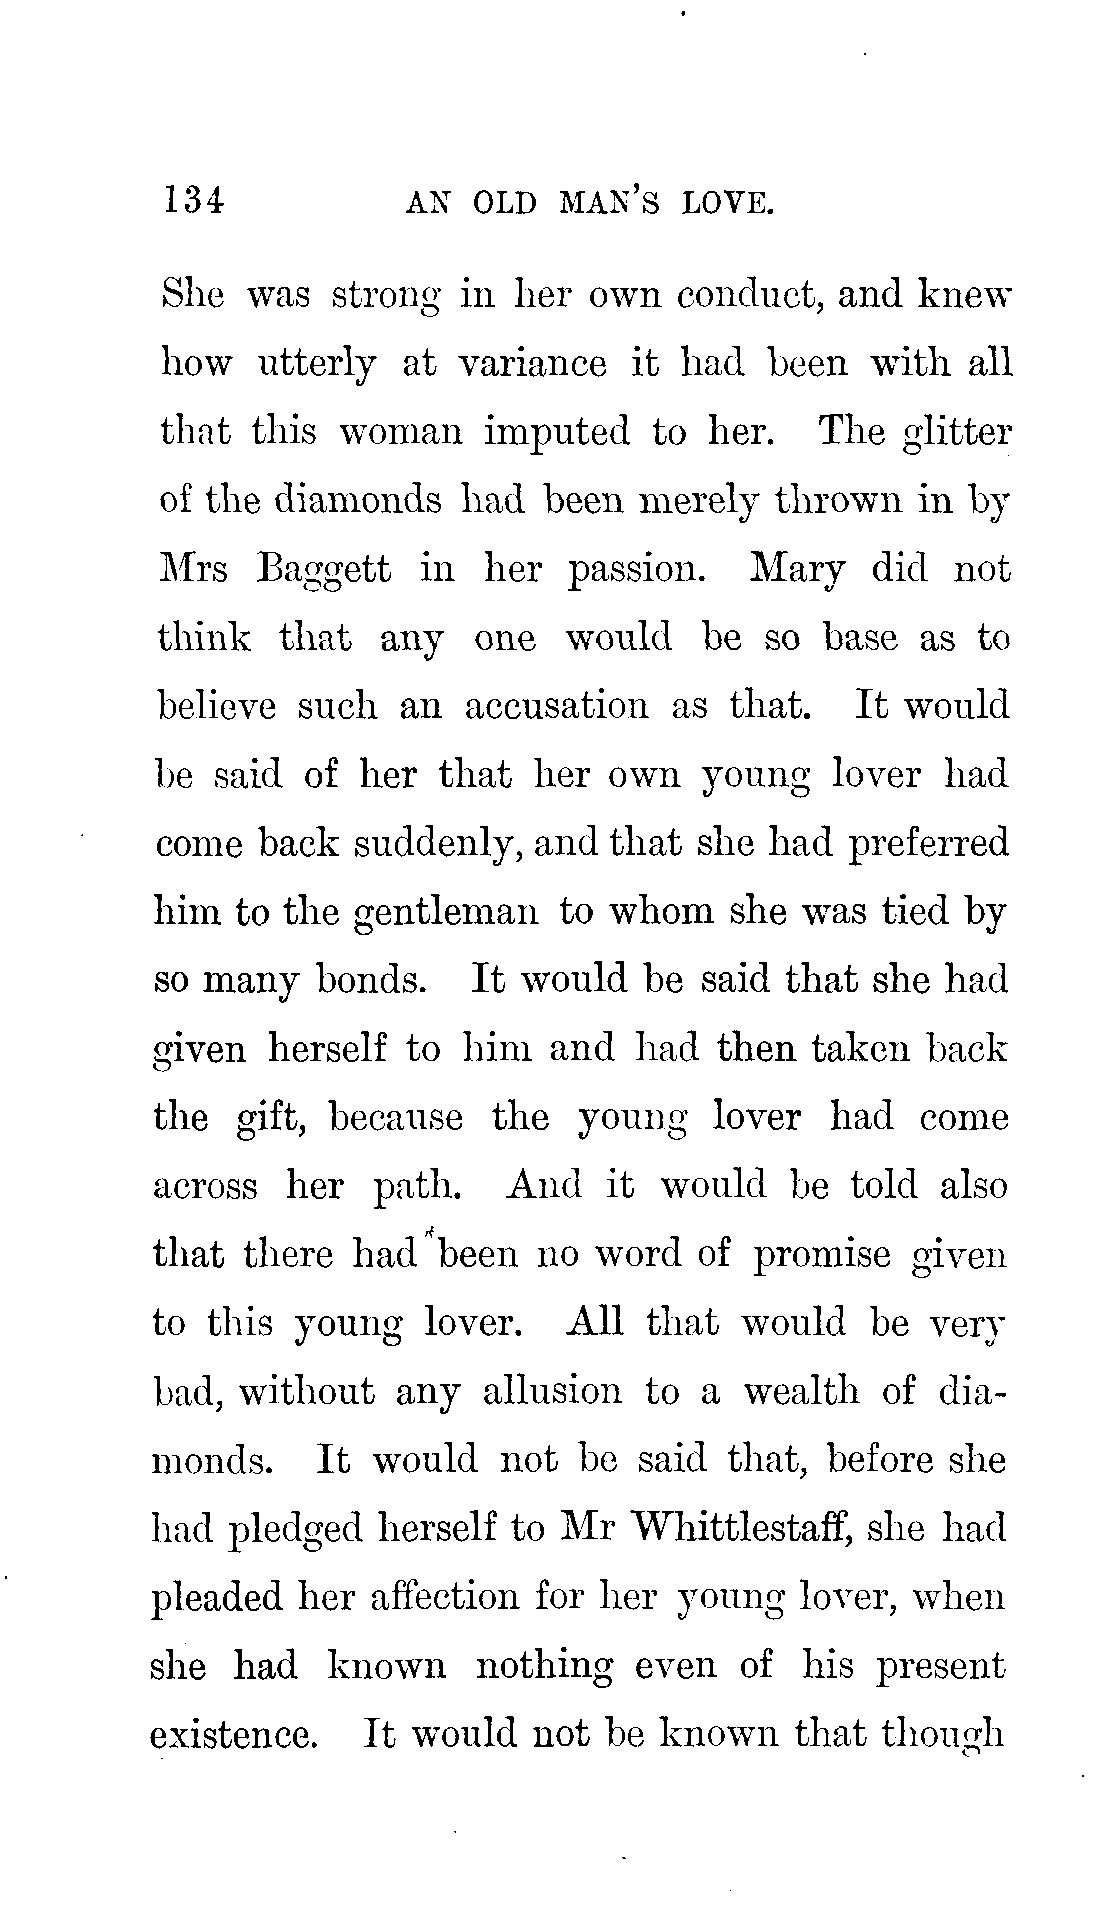 134 AN OLD MAN'S LOVE.
She was strong in her own conduct, and knew
how utterly at variance it had been with all
that this woman imputed to her. The glitter
of the diamonds had been merely thrown in by
Mrs Baggett in her passion. Mary did not
think that any one would be so base as to
believe such an accusation as that. It would
be said of her that her own young lover had
come back suddenly, and that she had preferred
him to the gentleman to whom she was tied by
so many bonds. It would be said that she had
given herself to him and had then taken back
the gift, because the young lover had come
across her path. And it would be told also
that there had been no word of promise given
to this young lover. All that would be very
bad, without any allusion to a wealth of dia-
monds. It would not be said that, before she
had pledged herself to Mr Whittlestaff, she had
pleaded her affection for her young lover, when
she had known nothing even of his present
existence. It would not be known that though